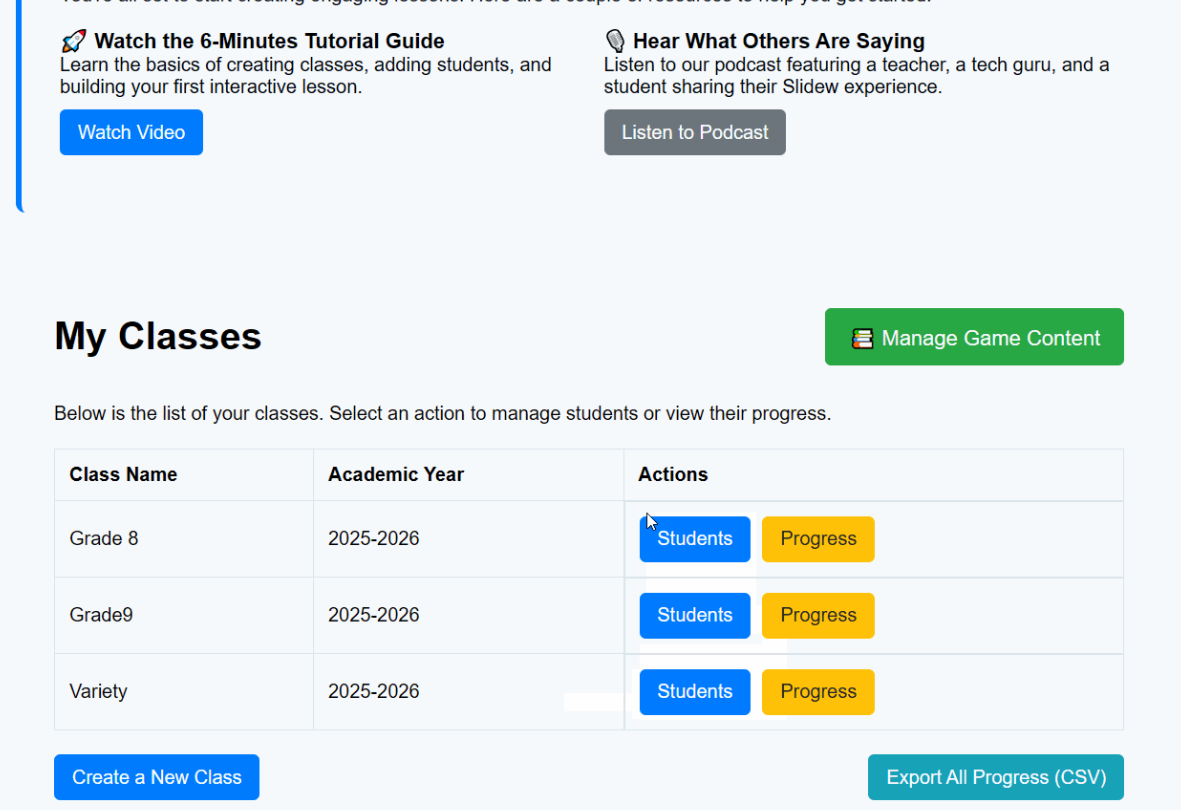 Watch the 6-Minutes Tutorial Guide
Learn the basics of creating classes, adding students, and
building your first interactive lesson.
Watch Video
Hear What Others Are Saying
Listen to our podcast featuring a teacher, a tech guru, and a
student sharing their Slidew experience.
Listen to Podcast
My Classes
Manage Game Content
Below is the list of your classes. Select an action to manage students or view their progress.
Class Name Academic Year Actions
Grade 8 2025-2026 Students Progress
Grade9 2025-2026 Students Progress
Variety 2025-2026 Students Progress
Create a New Class Export All Progress (CSV)